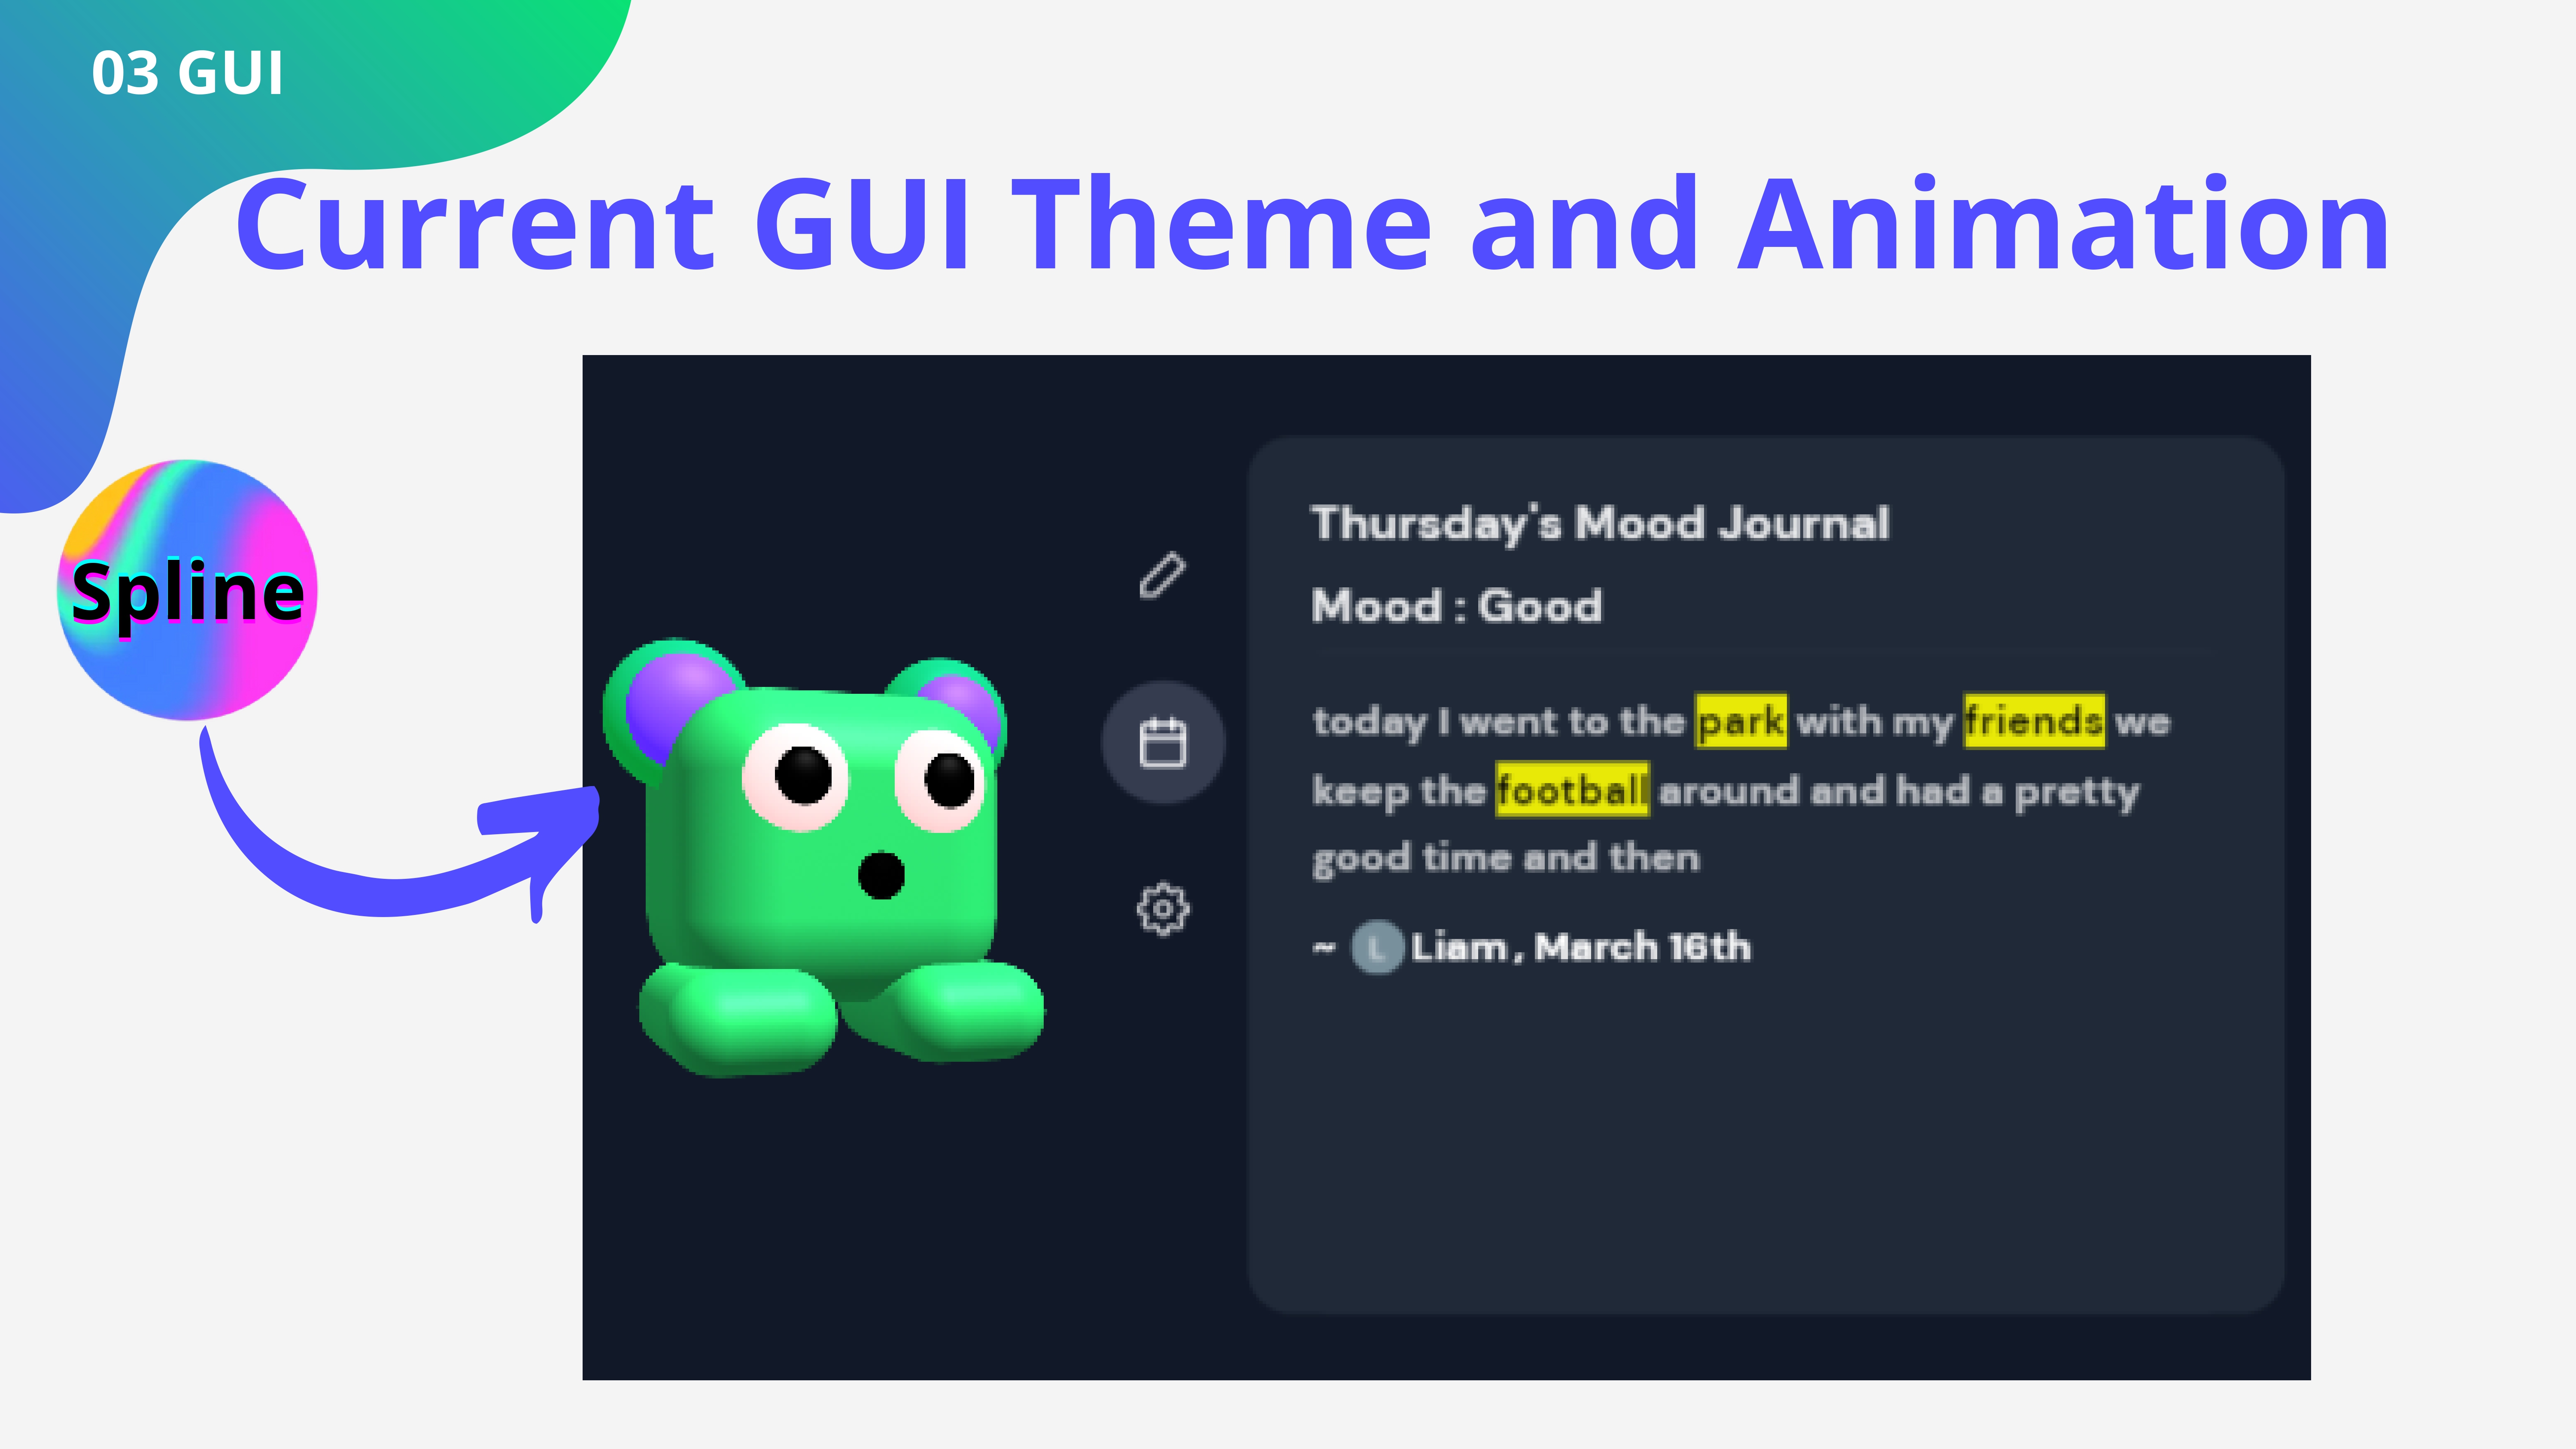 03 GUI
Current GUI Theme and Animation
Spline
Thursday's Mood Journal
Mood : Good
today I went to the park with my friends we
keep the football around and had a pretty
good time and then
~ L Liam, March 16th